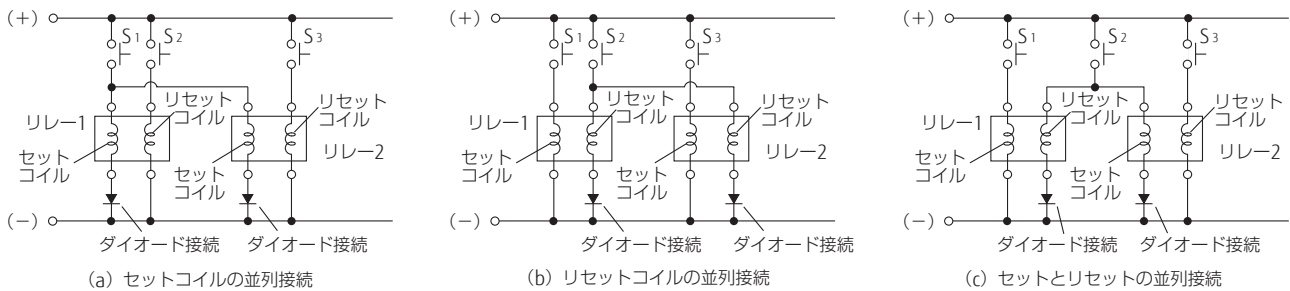 (+)
S1
S2
S3
リレー1
リセット
コイル
リセット
コイル
セット
コイル
セット
コイル
リレー2
(−)
ダイオード接続
ダイオード接続
(a) セットコイルの並列接続
(+)
S1
S2
S3
リレー1
リセット
コイル
リセット
コイル
セット
コイル
セット
コイル
リレー2
(−)
ダイオード接続
ダイオード接続
(b) リセットコイルの並列接続
(+)
S1
S2
S3
リレー1
リセット
コイル
リセット
コイル
セット
コイル
セット
コイル
リレー2
(−)
ダイオード接続
ダイオード接続
(c) セットとリセットの並列接続